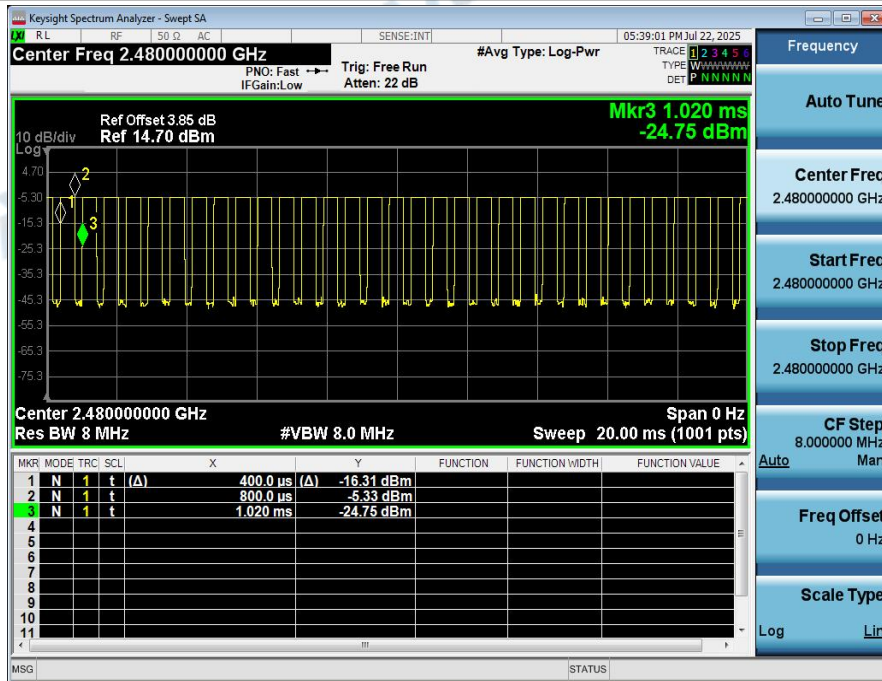 Keysight Spectrum Analyzer - Swept SA
LXI RL RF 50 Ω AC SENSE:INT 05:39:01 PM Jul 22, 2025
Center Freq 2.480000000 GHz
PNO: Fast
IFGain:Low
Trig: Free Run
Atten: 22 dB
#Avg Type: Log-Pwr
TRACE 1 2 3 4 5 6
TYPE WWWWWW
DET P N N N N N
Ref Offset 3.85 dB
Ref 14.70 dBm
10 dB/div
Log
Mkr3 1.020 ms
-24.75 dBm
4.70
-5.30
-15.3
-25.3
-35.3
-45.3
-55.3
-65.3
-75.3
1
2
3
Center 2.480000000 GHz Span 0 Hz
Res BW 8 MHz #VBW 8.0 MHz Sweep 20.00 ms (1001 pts)
MKR MODE TRC SCL X Y FUNCTION FUNCTION WIDTH FUNCTION VALUE
1 N 1 t (Δ) 400.0 µs (Δ) -16.31 dBm
2 N 1 t 800.0 µs -5.33 dBm
3 N 1 t 1.020 ms -24.75 dBm
4
5
6
7
8
9
10
11
MSG STATUS
Frequency
Auto Tune
Center Freq
2.480000000 GHz
Start Freq
2.480000000 GHz
Stop Freq
2.480000000 GHz
CF Step
8.000000 MHz
Auto Man
Freq Offset
0 Hz
Scale Type
Log Lin